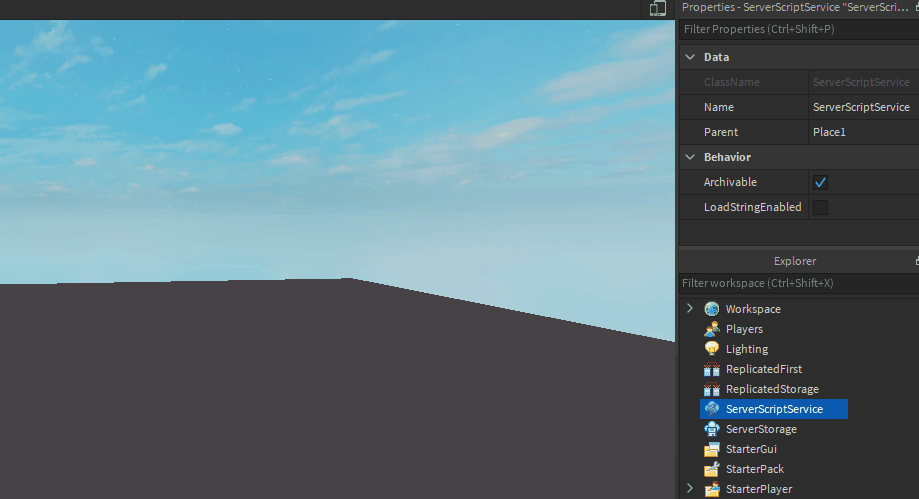 Properties - ServerScriptService "ServerScri...
Filter Properties (Ctrl+Shift+P)
Data
ClassName ServerScriptService
Name ServerScriptService
Parent Place1
Behavior
Archivable
LoadStringEnabled
Explorer
Filter workspace (Ctrl+Shift+X)
Workspace
Players
Lighting
ReplicatedFirst
ReplicatedStorage
ServerScriptService
ServerStorage
StarterGui
StarterPack
StarterPlayer